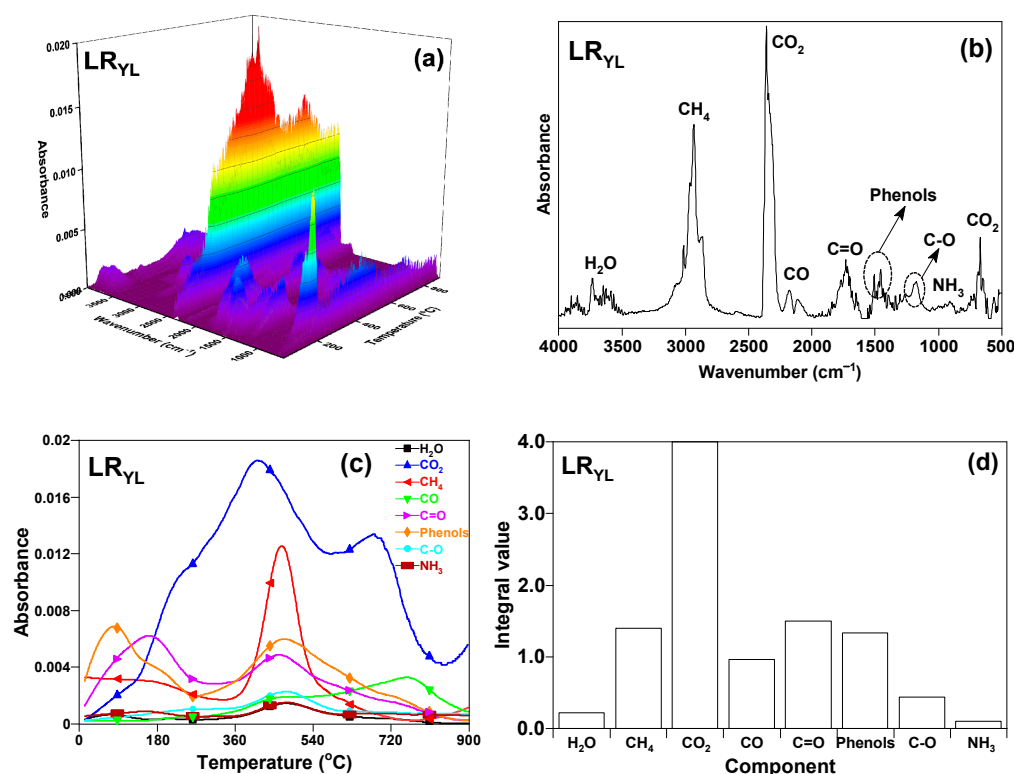 LR_YL
(a)
0.020
0.015
0.010
0.005
0.000
Absorbance
3500
3000
2500
2000
1500
1000
Wavenumber (cm⁻¹)
200
400
600
800
Temperature (°C)
LR_YL
(b)
CO₂
CH₄
Phenols
C=O
C-O
CO₂
H₂O
CO
NH₃
Absorbance
4000 3500 3000 2500 2000 1500 1000 500
Wavenumber (cm⁻¹)
LR_YL
(c)
0.02
0.016
0.012
0.008
0.004
0
Absorbance
H₂O
CO₂
CH₄
CO
C=O
Phenols
C-O
NH₃
0 180 360 540 720 900
Temperature (°C)
LR_YL
(d)
4.0
3.0
2.0
1.0
0.0
Integral value
H₂O CH₄ CO₂ CO C=O Phenols C-O NH₃
Component